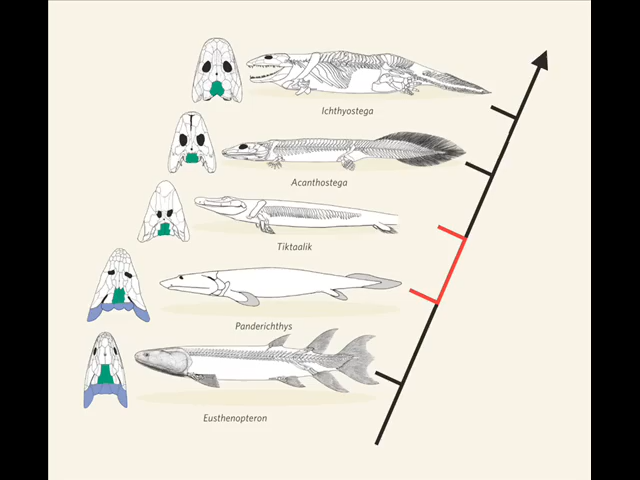 Ichthyostega
Acanthostega
Tiktaalik
Panderichthys
Eusthenopteron